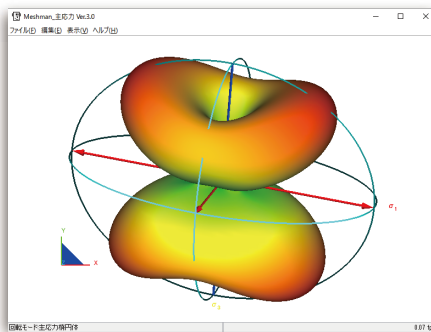 Meshman_主応力 Ver.3.0
ファイル(F) 編集(E) 表示(V) ヘルプ(H)
σ1
Y
X
回転モード主応力楕円体
8.07 fp